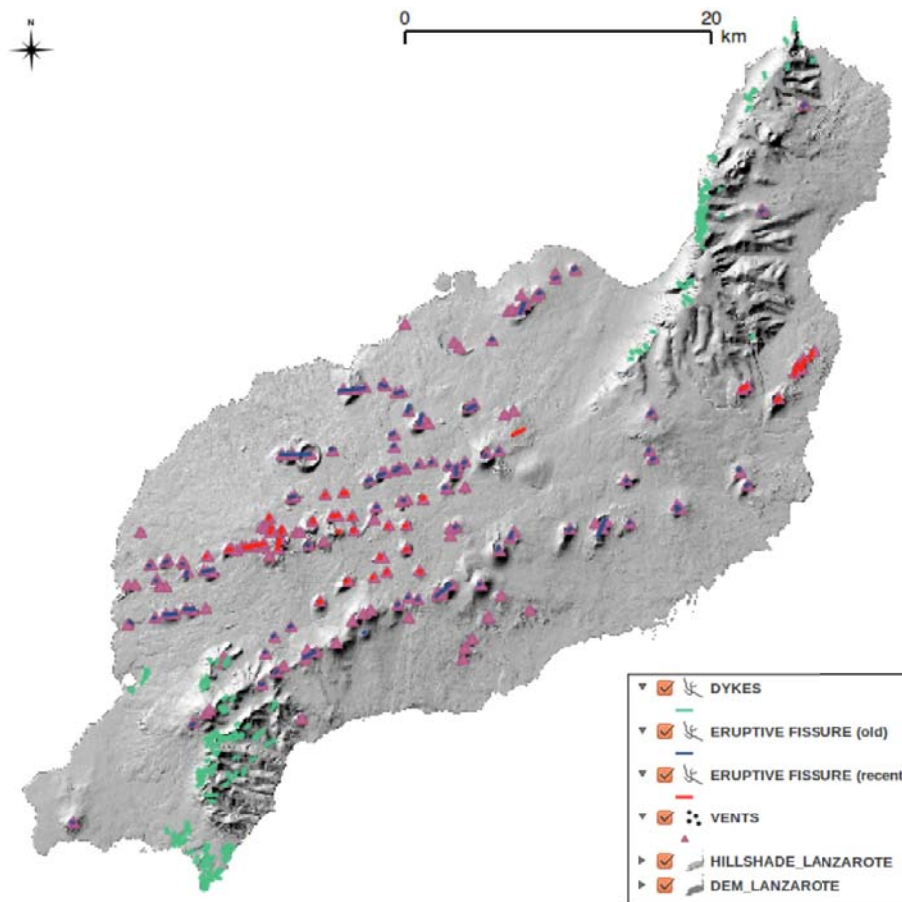 N
0 20
km
DYKES
ERUPTIVE FISSURE (old)
ERUPTIVE FISSURE (recent
VENTS
HILLSHADE_LANZAROTE
DEM_LANZAROTE